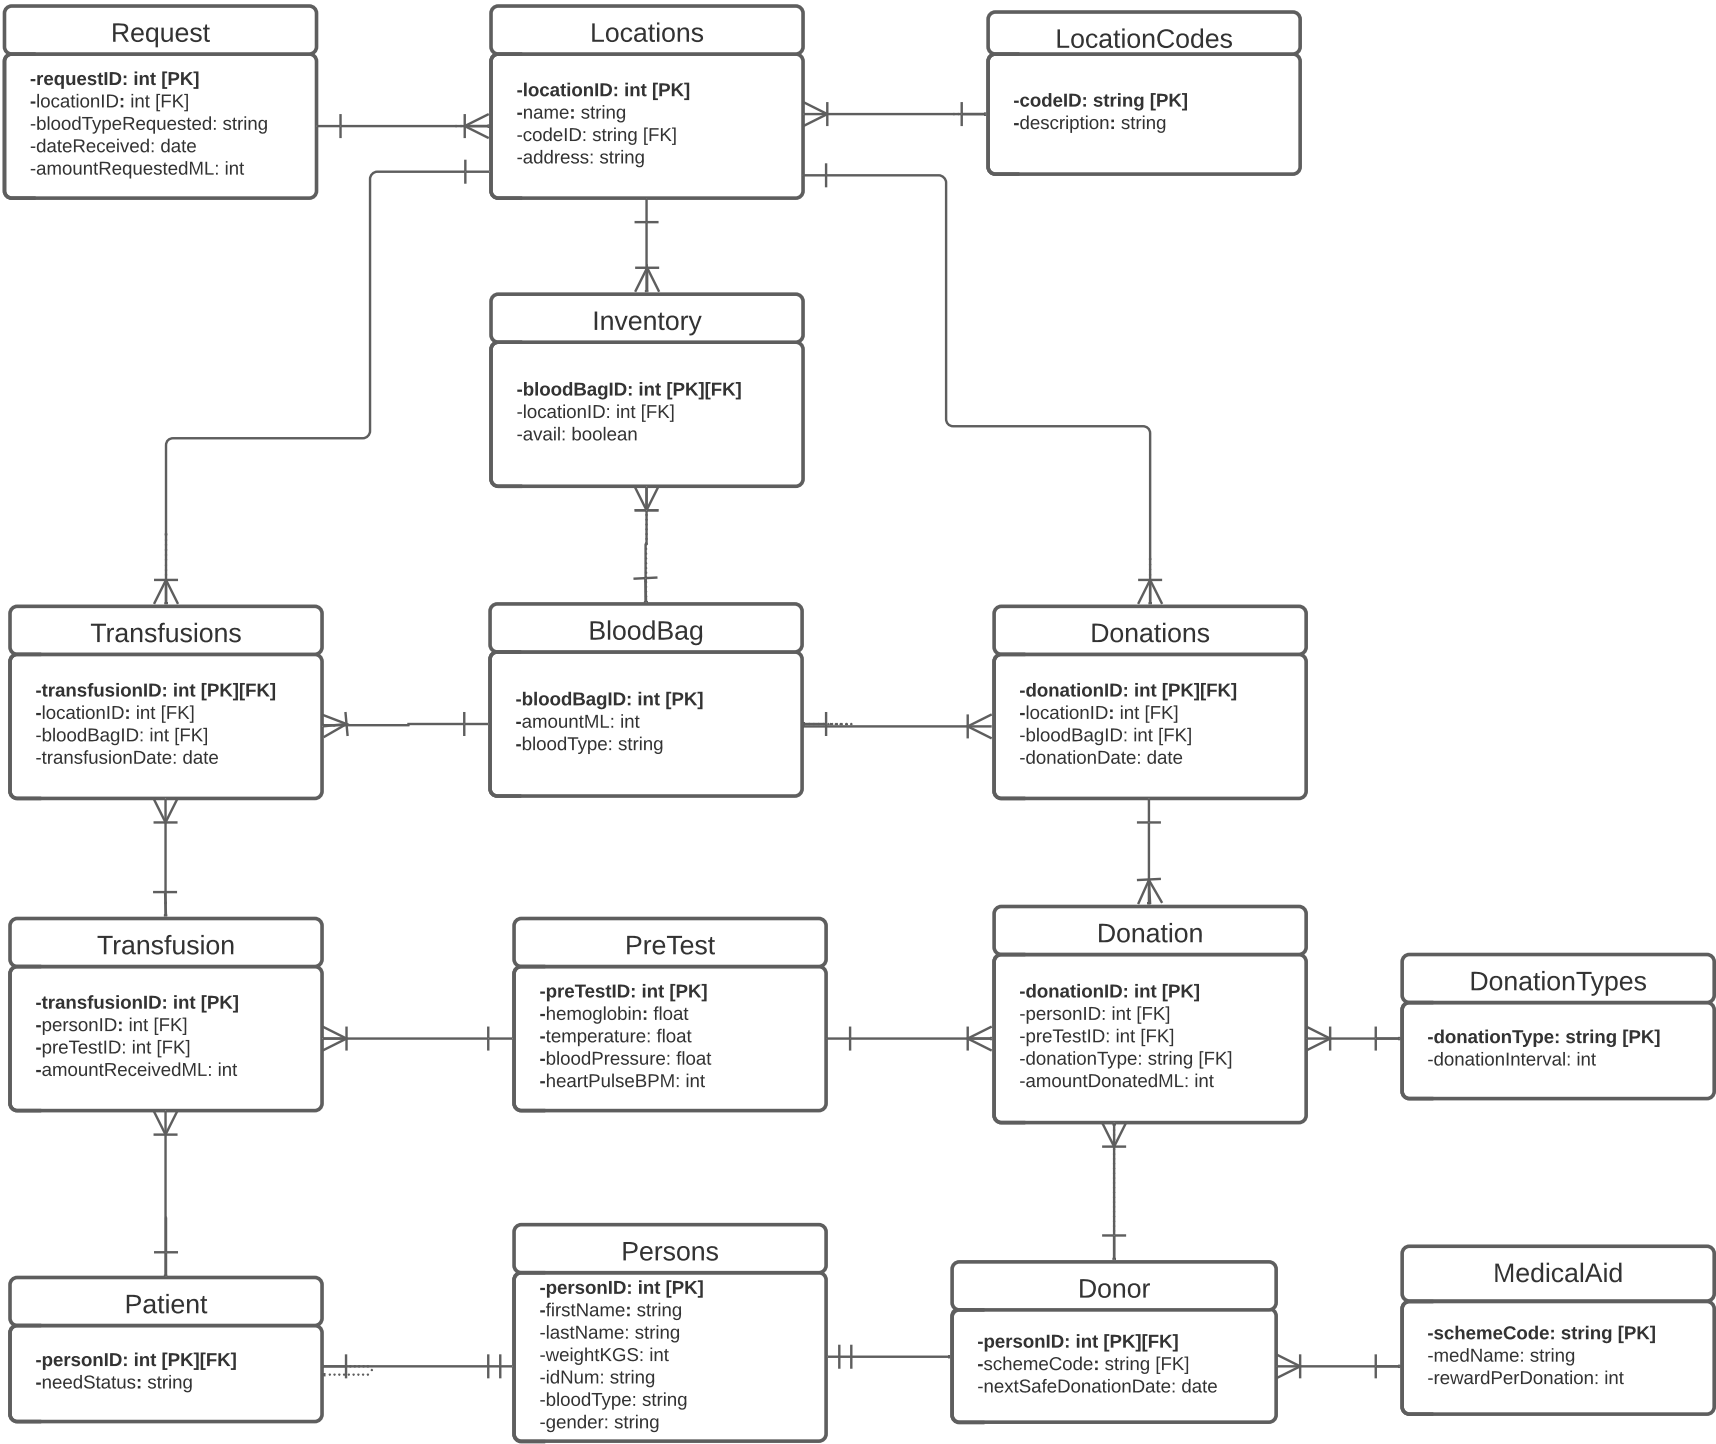 Request
-requestID: int [PK]
-locationID: int [FK]
-bloodTypeRequested: string
-dateReceived: date
-amountRequestedML: int
Locations
-locationID: int [PK]
-name: string
-codeID: string [FK]
-address: string
LocationCodes
-codeID: string [PK]
-description: string
Inventory
-bloodBagID: int [PK][FK]
-locationID: int [FK]
-avail: boolean
Transfusions
-transfusionID: int [PK][FK]
-locationID: int [FK]
-bloodBagID: int [FK]
-transfusionDate: date
BloodBag
-bloodBagID: int [PK]
-amountML: int
-bloodType: string
Donations
-donationID: int [PK][FK]
-locationID: int [FK]
-bloodBagID: int [FK]
-donationDate: date
Transfusion
-transfusionID: int [PK]
-personID: int [FK]
-preTestID: int [FK]
-amountReceivedML: int
PreTest
-preTestID: int [PK]
-hemoglobin: float
-temperature: float
-bloodPressure: float
-heartPulseBPM: int
Donation
-donationID: int [PK]
-personID: int [FK]
-preTestID: int [FK]
-donationType: string [FK]
-amountDonatedML: int
DonationTypes
-donationType: string [PK]
-donationInterval: int
Patient
-personID: int [PK][FK]
-needStatus: string
Persons
-personID: int [PK]
-firstName: string
-lastName: string
-weightKGS: int
-idNum: string
-bloodType: string
-gender: string
Donor
-personID: int [PK][FK]
-schemeCode: string [FK]
-nextSafeDonationDate: date
MedicalAid
-schemeCode: string [PK]
-medName: string
-rewardPerDonation: int